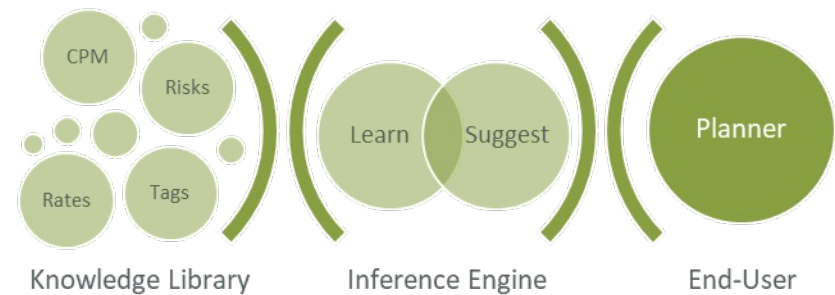 CPM
Risks
Rates
Tags
Learn
Suggest
Planner
Knowledge Library
Inference Engine
End-User